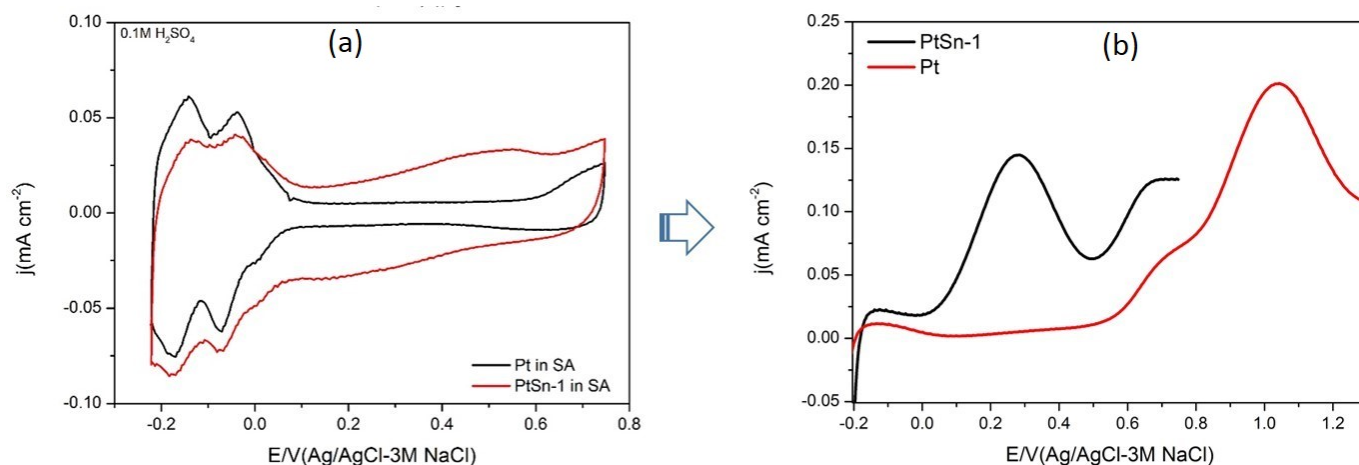 0.1M H₂SO₄
(a)
0.10
0.05
0.00
-0.05
-0.10
j(mA cm⁻²)
Pt in SA
PtSn-1 in SA
-0.2 0.0 0.2 0.4 0.6 0.8
E/V(Ag/AgCl-3M NaCl)
PtSn-1
Pt
(b)
0.25
0.20
0.15
0.10
0.05
0.00
-0.05
j(mA cm⁻²)
-0.2 0.0 0.2 0.4 0.6 0.8 1.0 1.2
E/V(Ag/AgCl-3M NaCl)